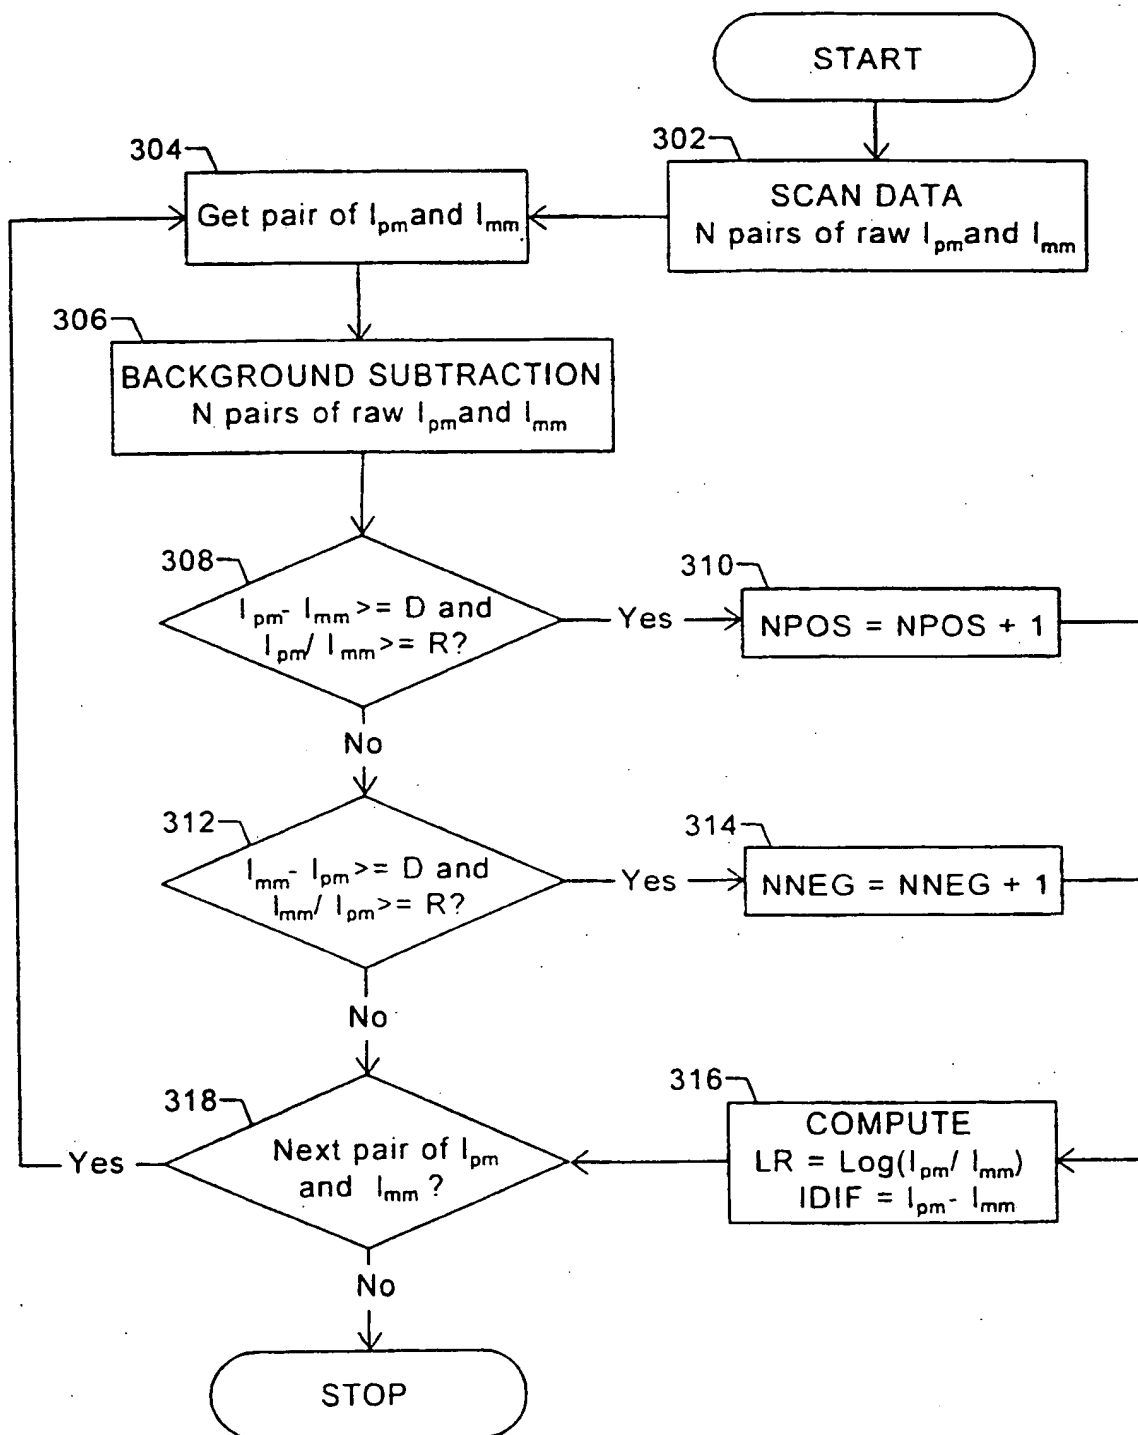 START
302
SCAN DATA
N pairs of raw Ipm and Imm
304
Get pair of Ipm and Imm
306
BACKGROUND SUBTRACTION
N pairs of raw Ipm and Imm
308
Ipm- Imm >= D and
Ipm/ Imm >= R?
Yes
310
NPOS = NPOS + 1
No
312
Imm- Ipm >= D and
Imm/ Ipm >= R?
Yes
314
NNEG = NNEG + 1
No
316
COMPUTE
LR = Log(Ipm/ Imm)
IDIF = Ipm- Imm
318
Next pair of Ipm
and Imm ?
Yes
No
STOP